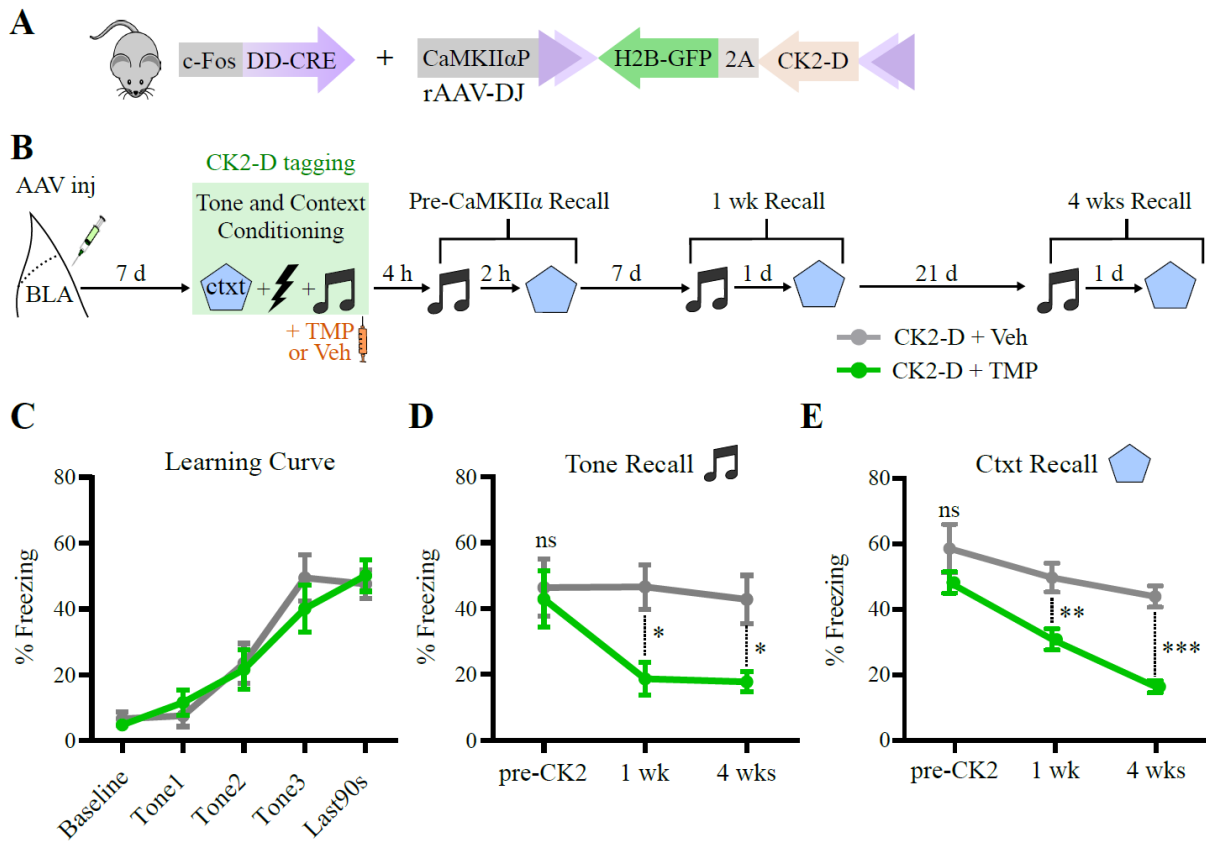 A
c-Fos DD-CRE + CaMKIIαP H2B-GFP 2A CK2-D
rAAV-DJ
B
CK2-D tagging
AAV inj
Tone and Context
Conditioning
Pre-CaMKIIα Recall
1 wk Recall
4 wks Recall
BLA
7 d
ctxt + +
4 h
2 h
7 d
1 d
21 d
1 d
+ TMP
or Veh
CK2-D + Veh
CK2-D + TMP
C
Learning Curve
% Freezing
80
60
40
20
0
Baseline
Tone1
Tone2
Tone3
Last90s
D
Tone Recall
% Freezing
80
60
40
20
0
ns
*
*
pre-CK2
1 wk
4 wks
E
Ctxt Recall
% Freezing
80
60
40
20
0
ns
**
***
pre-CK2
1 wk
4 wks